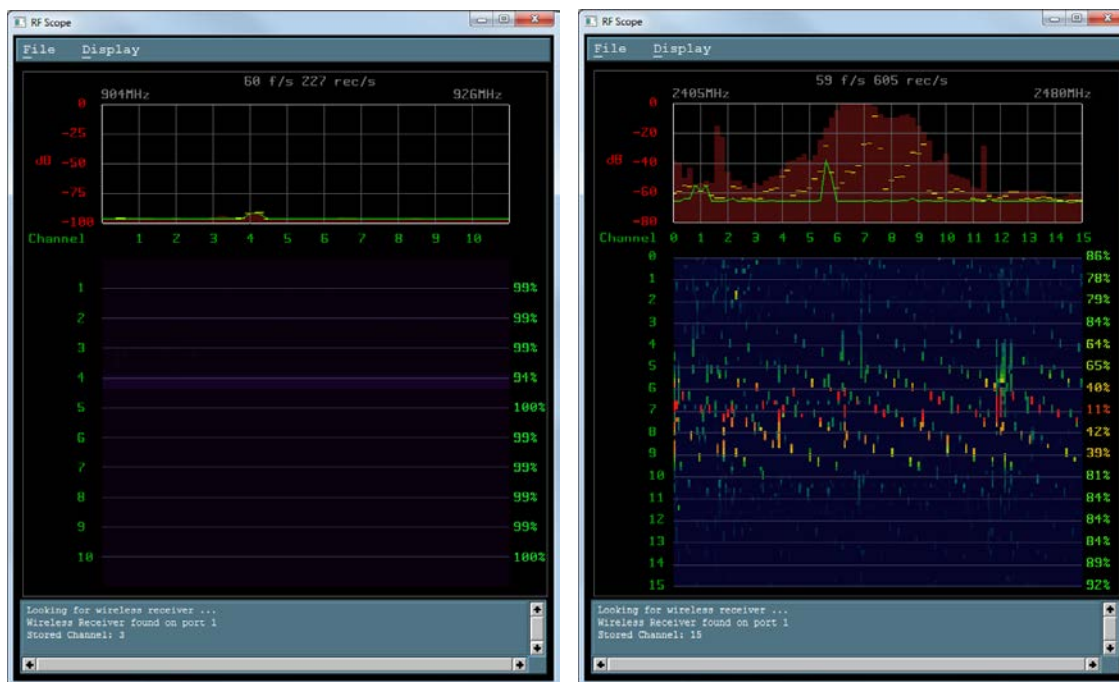 RF Scope
File Display
60 f/s 227 rec/s
904MHz 926MHz
0
-25
dB -50
-75
-100
Channel 1 2 3 4 5 6 7 8 9 10
1 99%
2 99%
3 99%
4 94%
5 100%
6 99%
7 99%
8 99%
9 99%
10 100%
Looking for wireless receiver ...
Wireless Receiver found on port 1
Stored Channel: 3
RF Scope
File Display
59 f/s 605 rec/s
2405MHz 2480MHz
0
-20
dB -40
-60
-80
Channel 0 1 2 3 4 5 6 7 8 9 10 11 12 13 14 15
0 86%
1 78%
2 79%
3 84%
4 64%
5 65%
6 40%
7 11%
8 42%
9 39%
10 81%
11 84%
12 84%
13 84%
14 89%
15 92%
Looking for wireless receiver ...
Wireless Receiver found on port 1
Stored Channel: 15